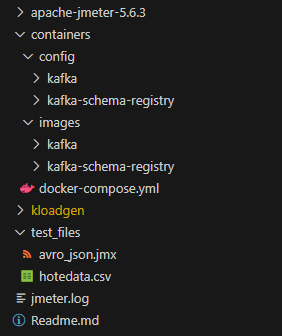 apache-jmeter-5.6.3
containers
config
kafka
kafka-schema-registry
images
kafka
kafka-schema-registry
docker-compose.yml
kloadgen
test_files
avro_json.jmx
hotedata.csv
jmeter.log
Readme.md